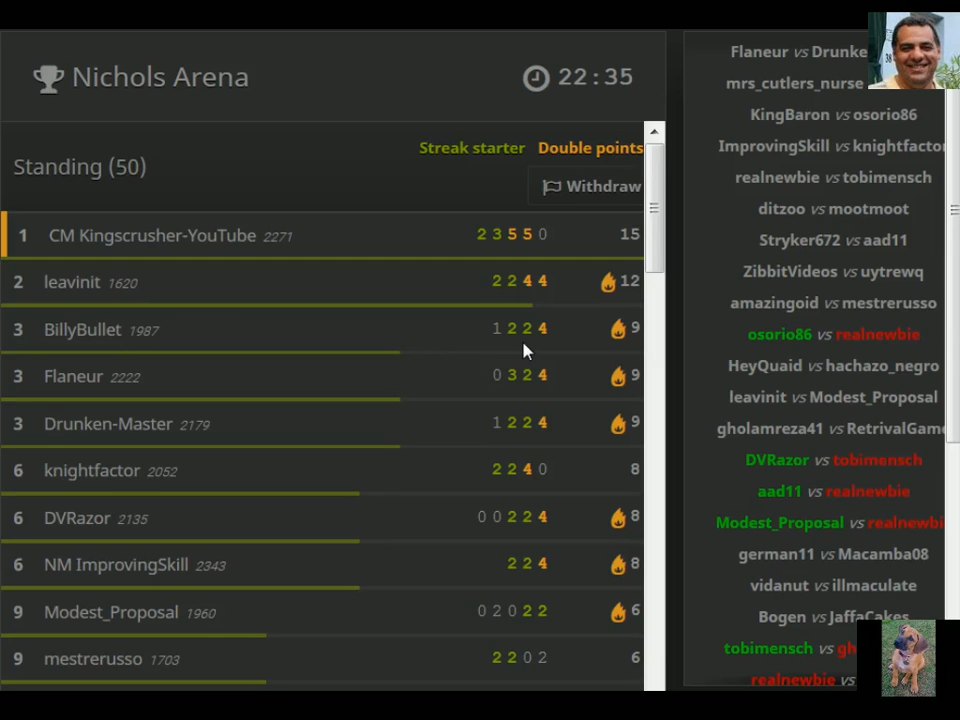 Nichols Arena
22:35
Standing (50)
Streak starter Double points
Withdraw
1 CM Kingscrusher-YouTube 2271 2 3 5 5 0 15
2 leavinit 1620 2 2 4 4 12
3 BillyBullet 1987 1 2 2 4 9
3 Flaneur 2222 0 3 2 4 9
3 Drunken-Master 2179 1 2 2 4 9
6 knightfactor 2052 2 2 4 0 8
6 DVRazor 2135 0 0 2 2 4 8
6 NM ImprovingSkill 2343 2 2 4 8
9 Modest_Proposal 1960 0 2 0 2 2 6
9 mestrerusso 1703 2 2 0 2 6
Flaneur vs Drunke
mrs_cutlers_nurse
KingBaron vs osorio86
ImprovingSkill vs knightfactor
realnewbie vs tobimensch
ditzoo vs mootmoot
Stryker672 vs aad11
ZibbitVideos vs uytrewq
amazingoid vs mestrerusso
osorio86 vs realnewbie
HeyQuaid vs hachazo_negro
leavinit vs Modest_Proposal
gholamreza41 vs RetrivalGame
DVRazor vs tobimensch
aad11 vs realnewbie
Modest_Proposal vs realnewbi
german11 vs Macamba08
vidanut vs illmaculate
Bogen vs JaffaCakes
tobimensch vs gh
realnewbie vs